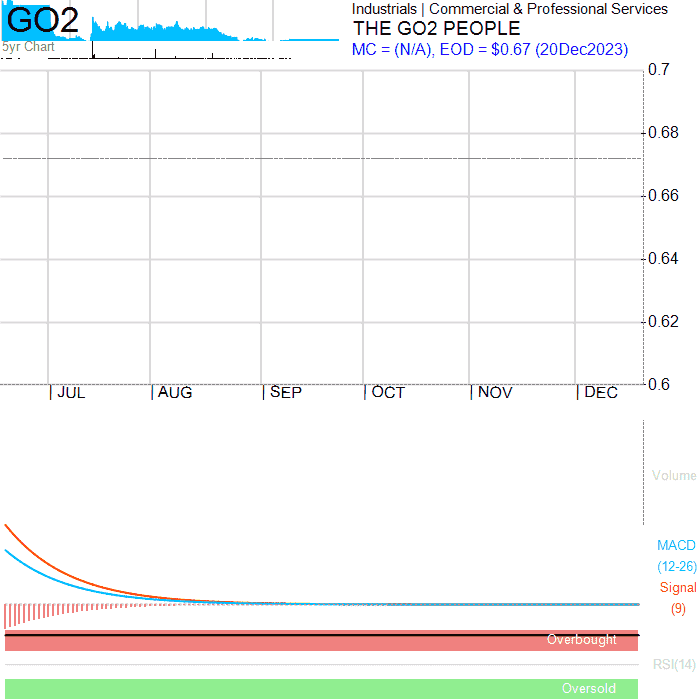 GO2
5yr Chart
Industrials | Commercial & Professional Services
THE GO2 PEOPLE
MC = (N/A), EOD = $0.67 (20Dec2023)
0.7
0.68
0.66
0.64
0.62
0.6
| JUL | AUG | SEP | OCT | NOV | DEC
Volume
MACD
(12-26)
Signal
(9)
Overbought
RSI(14)
Oversold